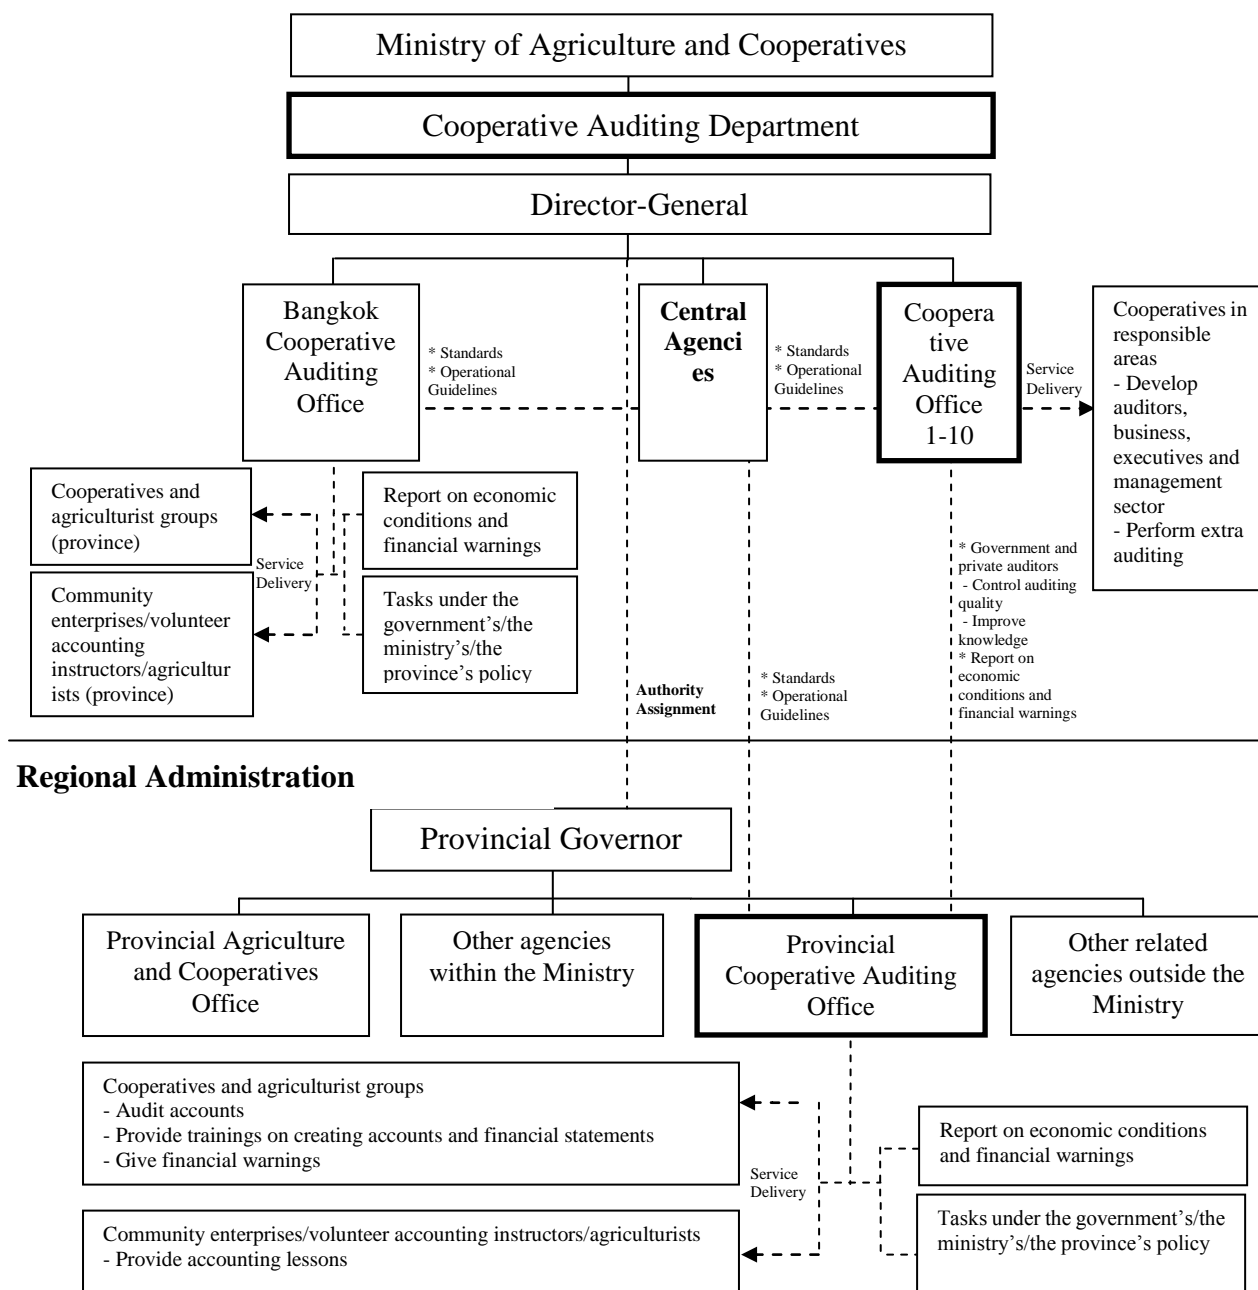 Ministry of Agriculture and Cooperatives
Cooperative Auditing Department
Director-General
Bangkok
Cooperative
Auditing
Office
* Standards
* Operational
Guidelines
Central
Agenci
es
* Standards
* Operational
Guidelines
Coopera
tive
Auditing
Office
1-10
Service
Delivery
Cooperatives in
responsible
areas
- Develop
auditors,
business,
executives and
management
sector
- Perform extra
auditing
Cooperatives and
agriculturist groups
(province)
Community
enterprises/volunteer
accounting
instructors/agricultur
ists (province)
Service
Delivery
Report on economic
conditions and
financial warnings
Tasks under the
government's/the
ministry's/the
province's policy
Authority
Assignment
* Standards
* Operational
Guidelines
* Government and
private auditors
- Control auditing
quality
- Improve
knowledge
* Report on
economic
conditions and
financial warnings
Regional Administration
Provincial Governor
Provincial Agriculture
and Cooperatives
Office
Other agencies
within the Ministry
Provincial
Cooperative Auditing
Office
Other related
agencies outside the
Ministry
Cooperatives and agriculturist groups
- Audit accounts
- Provide trainings on creating accounts and financial statements
- Give financial warnings
Community enterprises/volunteer accounting instructors/agriculturists
- Provide accounting lessons
Service
Delivery
Report on economic conditions
and financial warnings
Tasks under the government's/the
ministry's/the province's policy